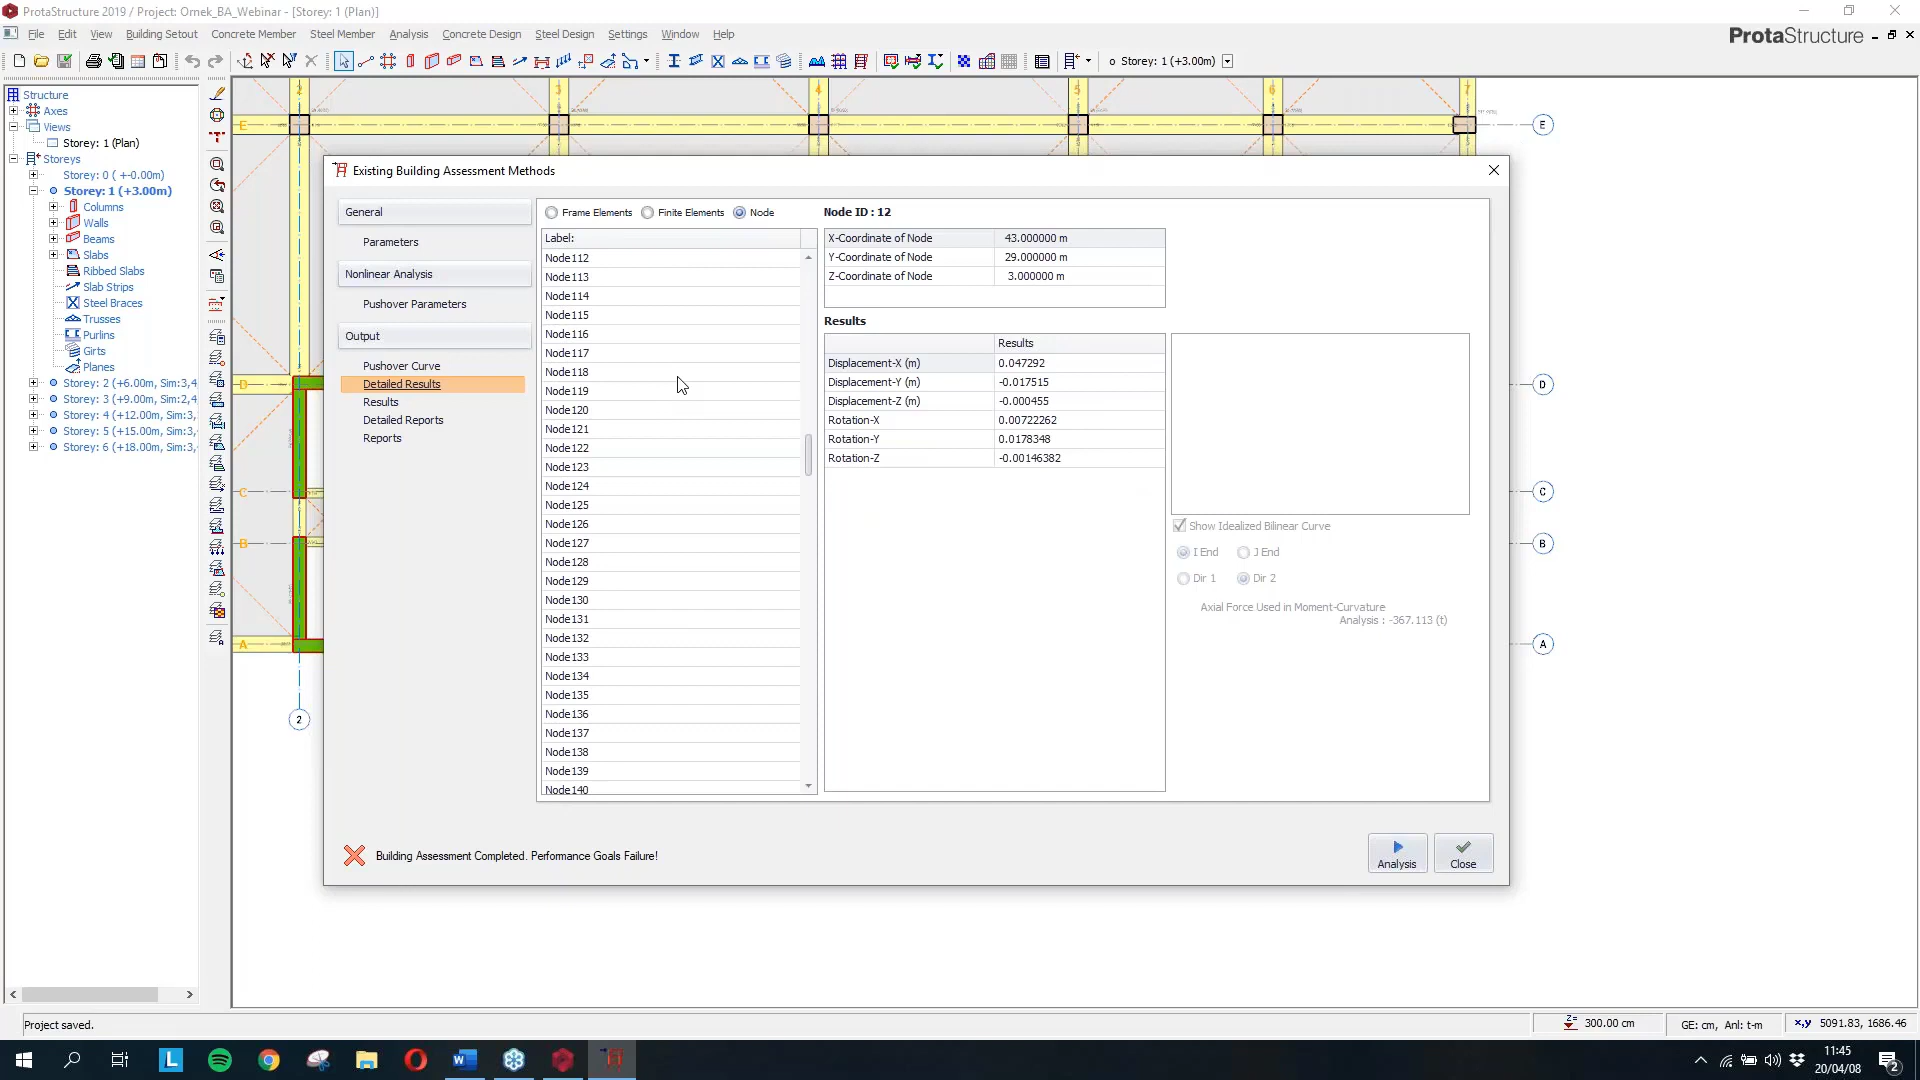 ProtaStructure 2019 / Project: Ornek_BA_Webinar - [Storey: 1 (Plan)]
File Edit View Building Setout Concrete Member Steel Member Analysis Concrete Design Steel Design Settings Window Help
ProtaStructure
Storey: 1 (+3.00m)
Structure
Axes
Views
Storey: 1 (Plan)
Storeys
Storey: 0 ( +-0.00m)
Storey: 1 (+3.00m)
Columns
Walls
Beams
Slabs
Ribbed Slabs
Slab Strips
Steel Braces
Trusses
Purlins
Girts
Planes
Storey: 2 (+6.00m, Sim:3,4
Storey: 3 (+9.00m, Sim:2,4
Storey: 4 (+12.00m, Sim:3,
Storey: 5 (+15.00m, Sim:3,
Storey: 6 (+18.00m, Sim:3,
2 3 4 5 6 7
E E
D D
C C
B B
A A
2
Existing Building Assessment Methods
General
Parameters
Nonlinear Analysis
Pushover Parameters
Output
Pushover Curve
Detailed Results
Results
Detailed Reports
Reports
Frame Elements Finite Elements Node
Label:
Node112
Node113
Node114
Node115
Node116
Node117
Node118
Node119
Node120
Node121
Node122
Node123
Node124
Node125
Node126
Node127
Node128
Node129
Node130
Node131
Node132
Node133
Node134
Node135
Node136
Node137
Node138
Node139
Node140
Node ID : 12
X-Coordinate of Node 43.000000 m
Y-Coordinate of Node 29.000000 m
Z-Coordinate of Node 3.000000 m
Results
Results
Displacement-X (m) 0.047292
Displacement-Y (m) -0.017515
Displacement-Z (m) -0.000455
Rotation-X 0.00722262
Rotation-Y 0.0178348
Rotation-Z -0.00146382
Show Idealized Bilinear Curve
I End J End
Dir 1 Dir 2
Axial Force Used in Moment-Curvature
Analysis : -367.113 (t)
Building Assessment Completed. Performance Goals Failure!
Analysis
Close
Project saved.
Z= 300.00 cm
GE: cm, Anl: t-m
x,y 5091.83, 1686.46
11:45
20/04/08
2